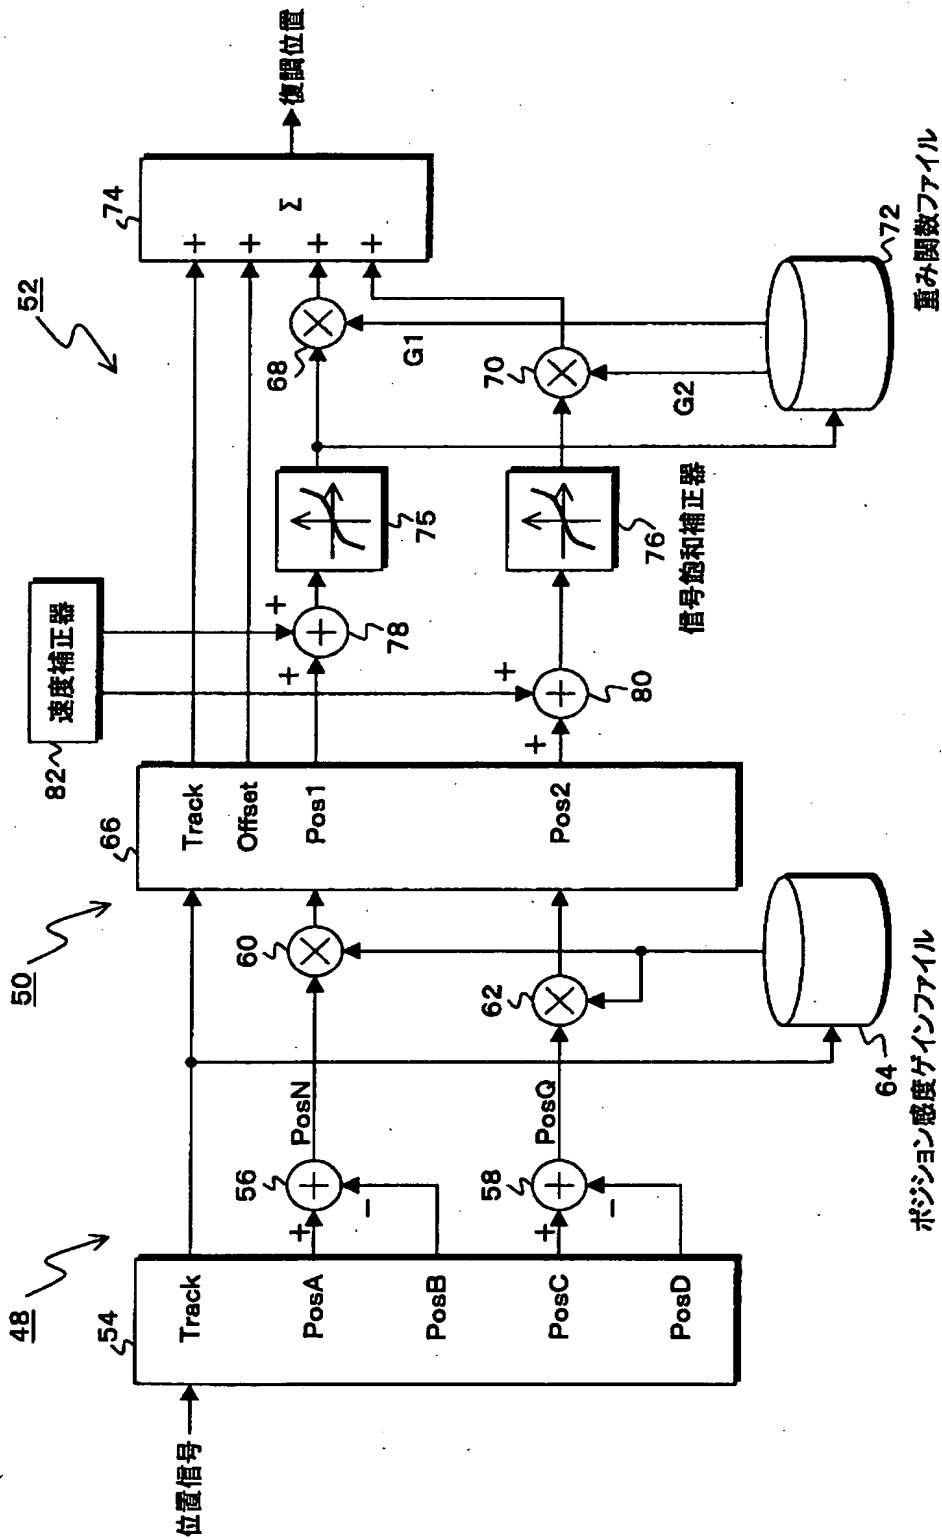 位置信号
48
54
Track
PosA
PosB
PosC
PosD
+
−
56
PosN
+
−
58
PosQ
50
60
62
64
ポジション感度ゲインファイル
66
Track
Offset
Pos1
Pos2
82
速度補正器
+
+
78
+
+
80
75
76
信号飽和補正器
52
68
G1
70
G2
72
重み関数ファイル
74
+
+
+
+
Σ
復調位置